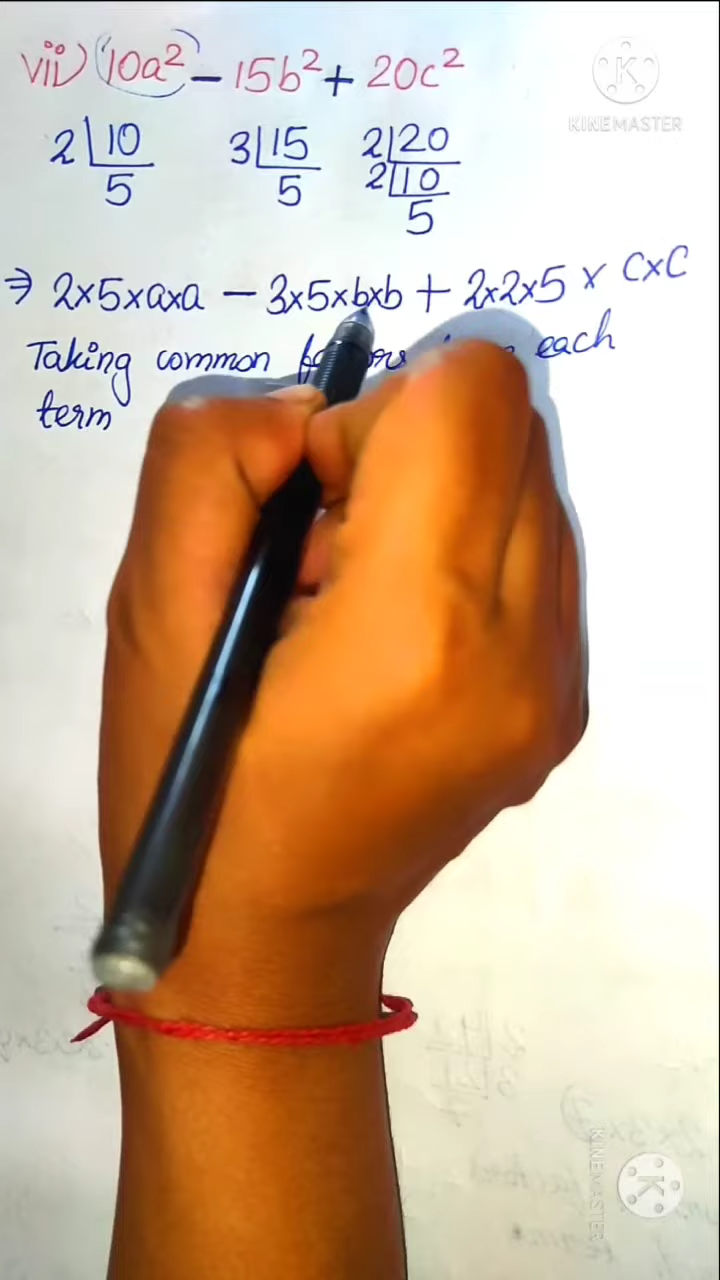 vii) (10a² - 15b² + 20c²
2 10 3 15 2 20
5 5 2 10
5
⇒ 2×5×a×a - 3×5×b×b + 2×2×5 × c×c
Taking common each
term
KINEMASTER
KINEMASTER